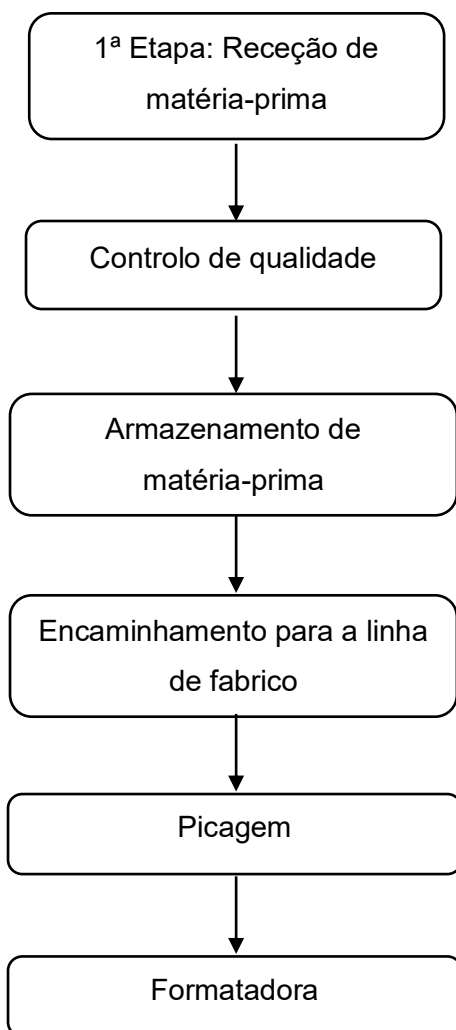 1ª Etapa: Receção de
matéria-prima
Controlo de qualidade
Armazenamento de
matéria-prima
Encaminhamento para a linha
de fabrico
Picagem
Formatadora